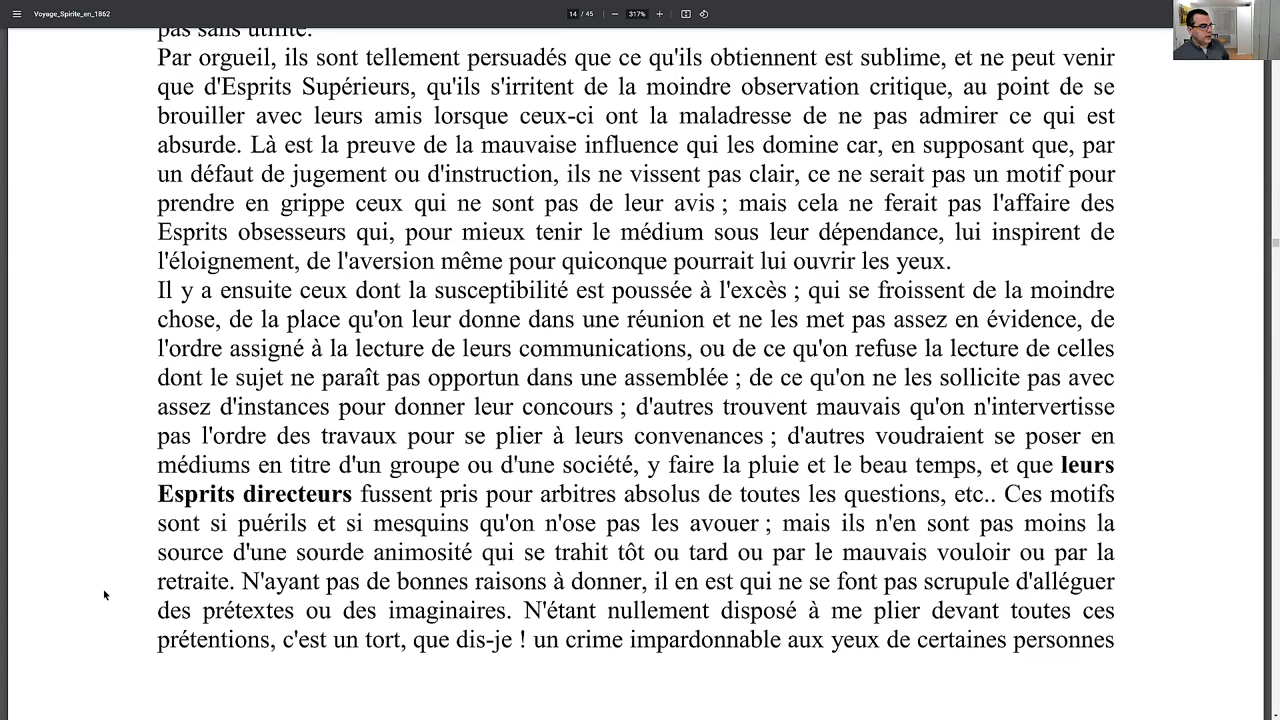 Voyage_Spirite_en_1862
14 / 45
317%
pas sans utilité.
Par orgueil, ils sont tellement persuadés que ce qu'ils obtiennent est sublime, et ne peut venir
que d'Esprits Supérieurs, qu'ils s'irritent de la moindre observation critique, au point de se
brouiller avec leurs amis lorsque ceux-ci ont la maladresse de ne pas admirer ce qui est
absurde. Là est la preuve de la mauvaise influence qui les domine car, en supposant que, par
un défaut de jugement ou d'instruction, ils ne vissent pas clair, ce ne serait pas un motif pour
prendre en grippe ceux qui ne sont pas de leur avis ; mais cela ne ferait pas l'affaire des
Esprits obsesseurs qui, pour mieux tenir le médium sous leur dépendance, lui inspirent de
l'éloignement, de l'aversion même pour quiconque pourrait lui ouvrir les yeux.
Il y a ensuite ceux dont la susceptibilité est poussée à l'excès ; qui se froissent de la moindre
chose, de la place qu'on leur donne dans une réunion et ne les met pas assez en évidence, de
l'ordre assigné à la lecture de leurs communications, ou de ce qu'on refuse la lecture de celles
dont le sujet ne paraît pas opportun dans une assemblée ; de ce qu'on ne les sollicite pas avec
assez d'instances pour donner leur concours ; d'autres trouvent mauvais qu'on n'intervertisse
pas l'ordre des travaux pour se plier à leurs convenances ; d'autres voudraient se poser en
médiums en titre d'un groupe ou d'une société, y faire la pluie et le beau temps, et que leurs
Esprits directeurs fussent pris pour arbitres absolus de toutes les questions, etc.. Ces motifs
sont si puérils et si mesquins qu'on n'ose pas les avouer ; mais ils n'en sont pas moins la
source d'une sourde animosité qui se trahit tôt ou tard ou par le mauvais vouloir ou par la
retraite. N'ayant pas de bonnes raisons à donner, il en est qui ne se font pas scrupule d'alléguer
des prétextes ou des imaginaires. N'étant nullement disposé à me plier devant toutes ces
prétentions, c'est un tort, que dis-je ! un crime impardonnable aux yeux de certaines personnes